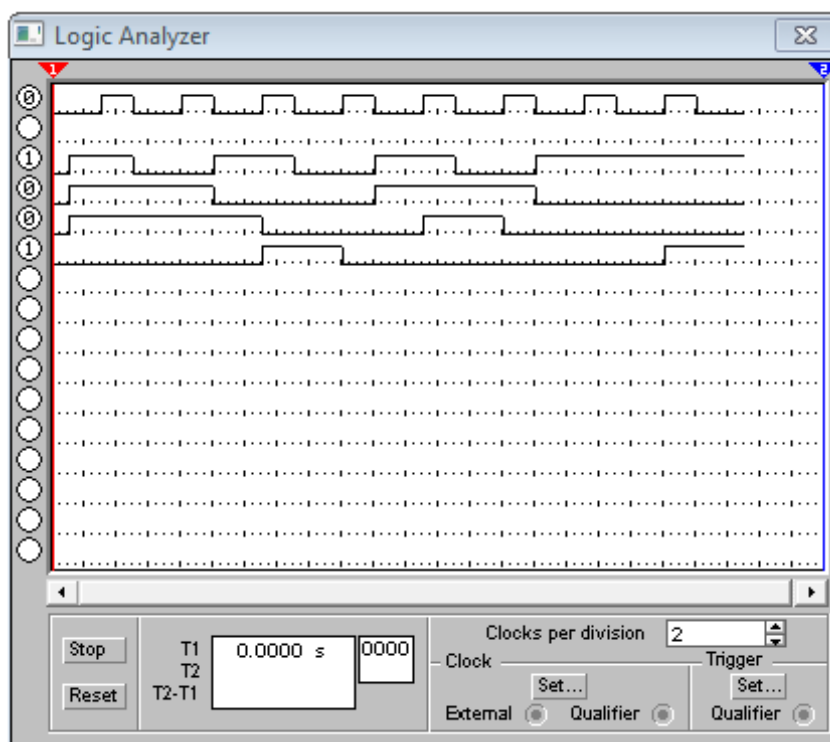 Logic Analyzer
1 2
0
1
0
0
1
Stop
Reset
T1
T2
T2-T1
0.0000 s
0000
Clocks per division 2
Clock
Set...
External Qualifier
Trigger
Set...
Qualifier